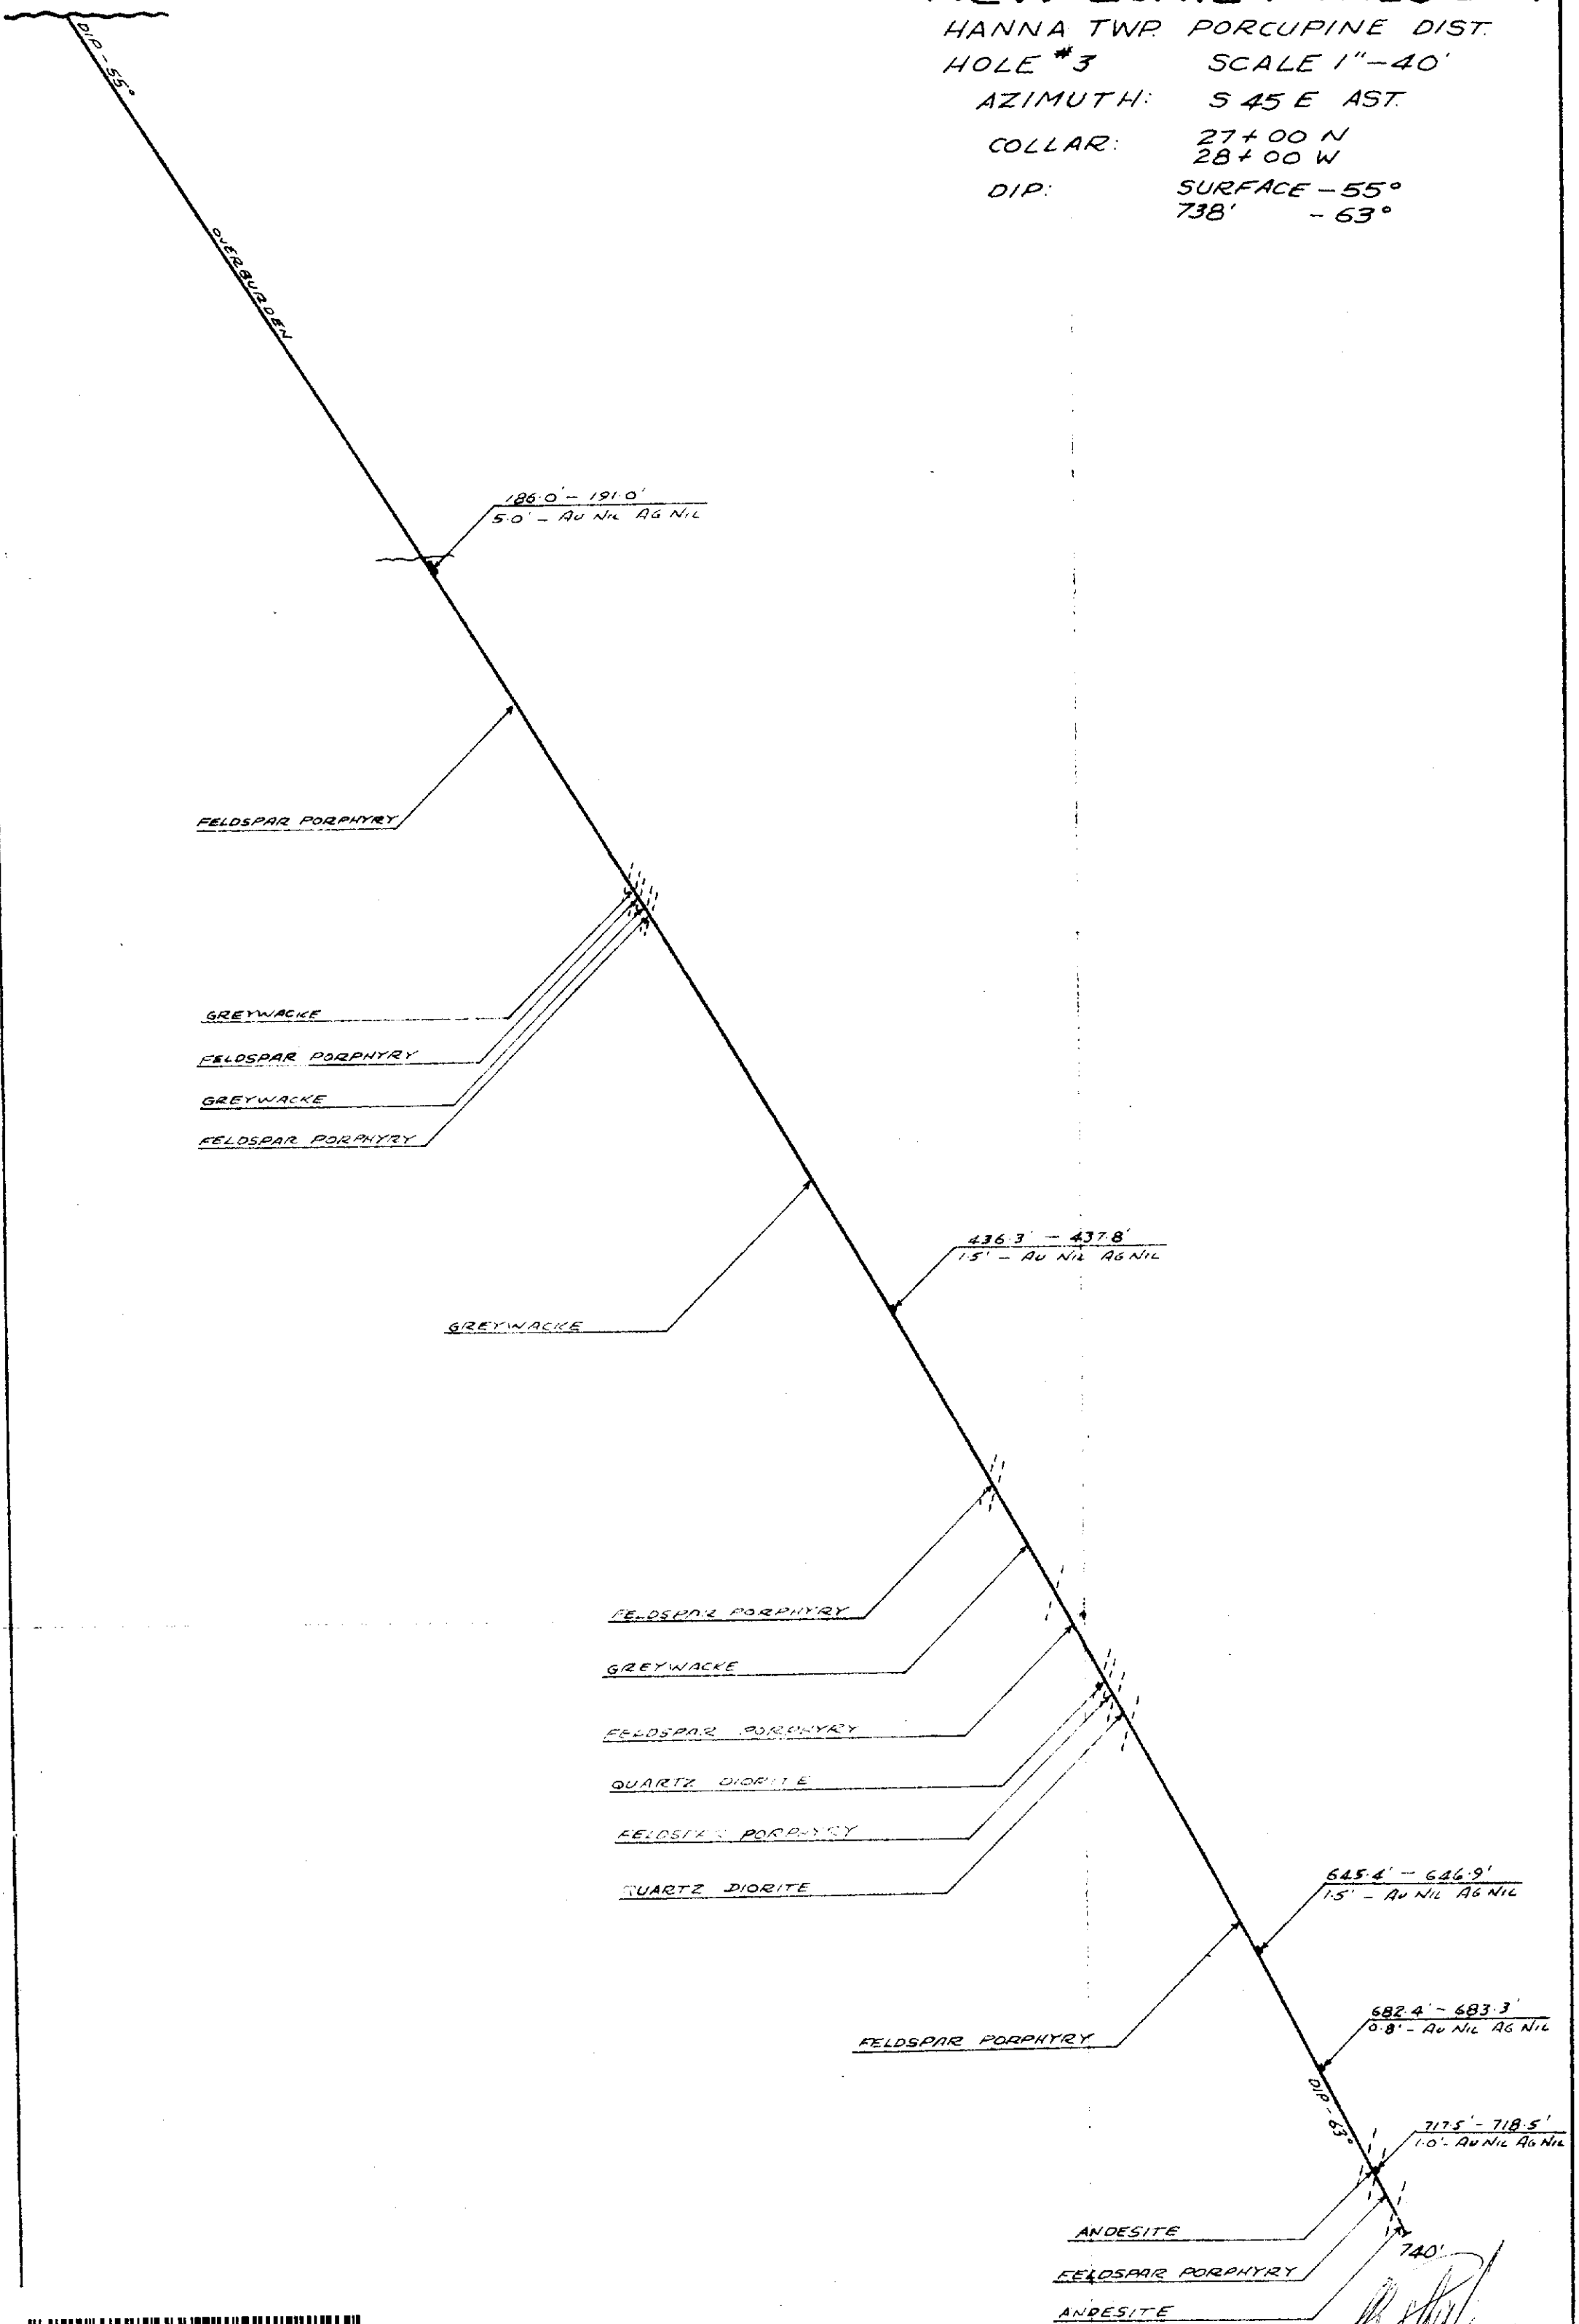 HANNA TWP. PORCUPINE DIST.
HOLE #3 SCALE 1"-40'
AZIMUTH: S 45 E AST.
COLLAR: 27+00 N
28+00 W
DIP: SURFACE -55°
738' -63°
DIP -55°
OVERBURDEN
186.0' - 191.0'
5.0' - AU NIL AG NIL
FELDSPAR PORPHYRY
GREYWACKE
FELDSPAR PORPHYRY
GREYWACKE
FELDSPAR PORPHYRY
436.3' - 437.8'
1.5' - AU NIL AG NIL
GREYWACKE
FELDSPAR PORPHYRY
GREYWACKE
FELDSPAR PORPHYRY
QUARTZ DIORITE
FELDSPAR PORPHYRY
QUARTZ DIORITE
645.4' - 646.9'
1.5' - AU NIL AG NIL
FELDSPAR PORPHYRY
682.4' - 683.3'
0.8' - AU NIL AG NIL
DIP -63°
717.5' - 718.5'
1.0' - AU NIL AG NIL
ANDESITE
740'
FELDSPAR PORPHYRY
ANDESITE